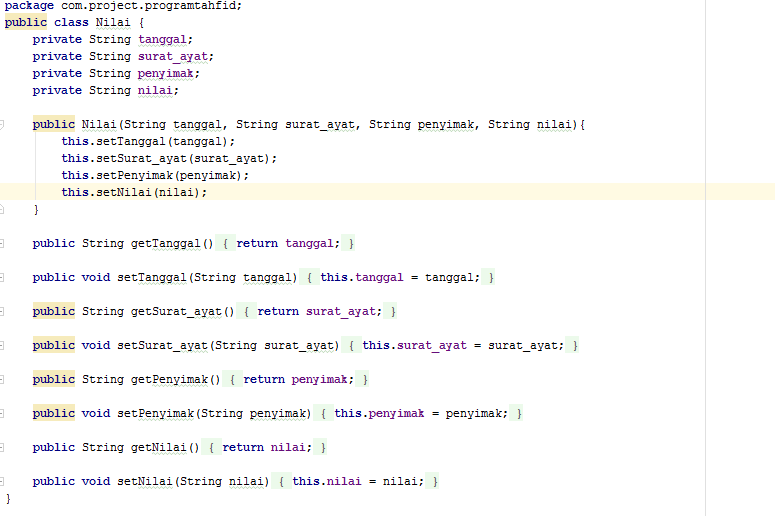 package com.project.programtahfid;
public class Nilai {
    private String tanggal;
    private String surat_ayat;
    private String penyimak;
    private String nilai;

    public Nilai(String tanggal, String surat_ayat, String penyimak, String nilai){
        this.setTanggal(tanggal);
        this.setSurat_ayat(surat_ayat);
        this.setPenyimak(penyimak);
        this.setNilai(nilai);
    }

    public String getTanggal() { return tanggal; }

    public void setTanggal(String tanggal) { this.tanggal = tanggal; }

    public String getSurat_ayat() { return surat_ayat; }

    public void setSurat_ayat(String surat_ayat) { this.surat_ayat = surat_ayat; }

    public String getPenyimak() { return penyimak; }

    public void setPenyimak(String penyimak) { this.penyimak = penyimak; }

    public String getNilai() { return nilai; }

    public void setNilai(String nilai) { this.nilai = nilai; }
}